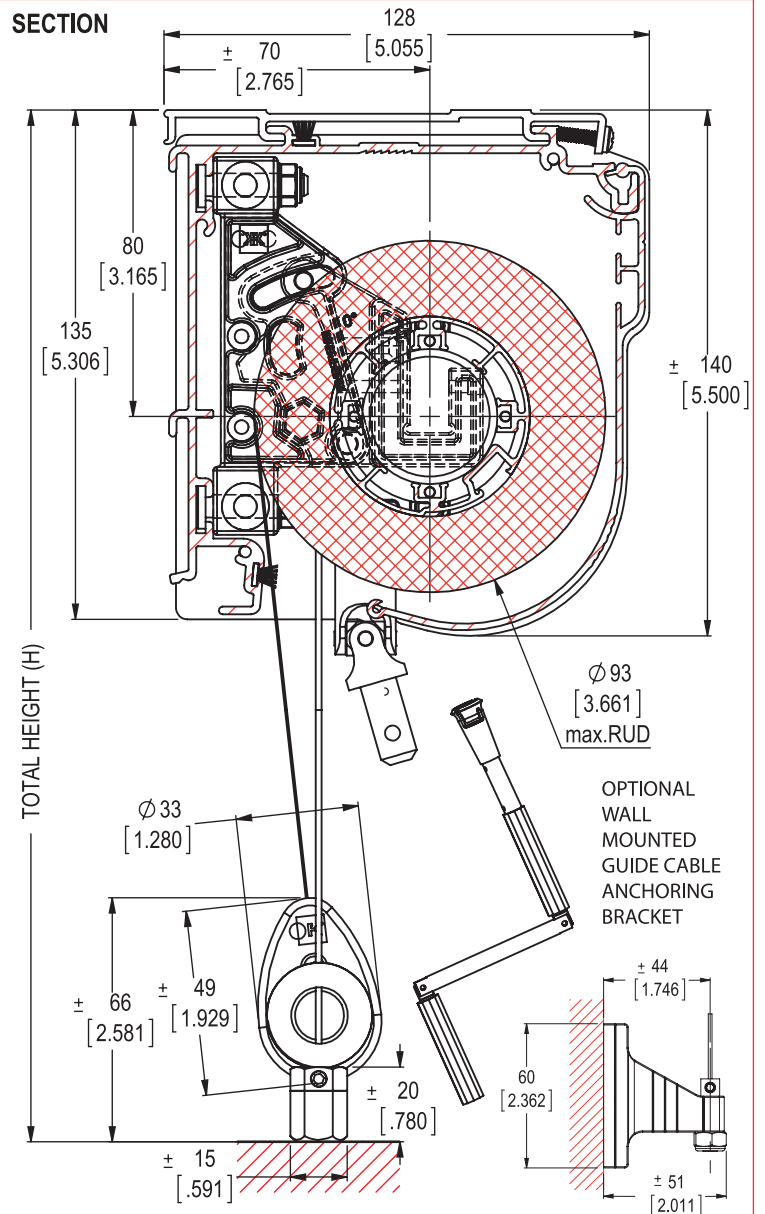 SECTION
128
[5.055]
± 70
[2.765]
80
[3.165]
135
[5.306]
± 140
[5.500]
TOTAL HEIGHT (H)
Ø 93
[3.661]
max.RUD
Ø 33
[1.280]
OPTIONAL
WALL
MOUNTED
GUIDE CABLE
ANCHORING
BRACKET
± 66
[2.581]
± 49
[1.929]
± 20
[.780]
± 15
[.591]
± 44
[1.746]
60
[2.362]
± 51
[2.011]